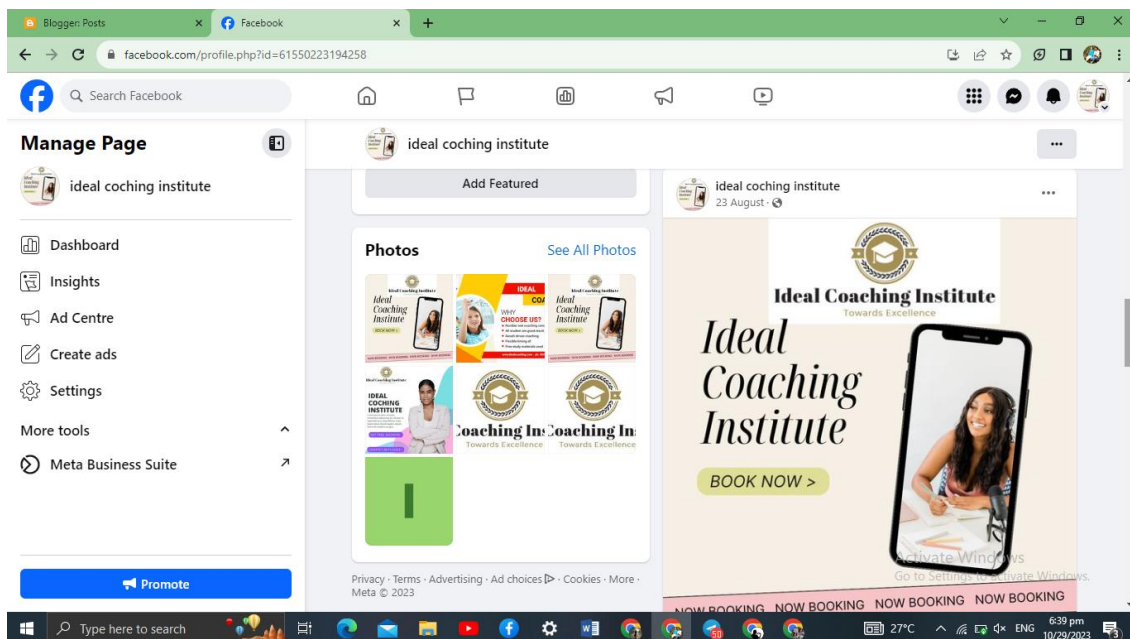 Blogger: Posts
Facebook
facebook.com/profile.php?id=61550223194258
Search Facebook
Manage Page
ideal coching institute
ideal coching institute
Dashboard
Insights
Ad Centre
Create ads
Settings
More tools
Meta Business Suite
Promote
Add Featured
Photos
See All Photos
IDEAL
COA
WHY
CHOOSE US?
Ideal
Coaching
Institute
BOOK NOW >
Ideal
Coaching
Institute
BOOK NOW >
IDEAL
COCHING
INSTITUTE
Coaching Ins
Towards Excellence
Coaching Ins
Towards Excellence
I
Privacy · Terms · Advertising · Ad choices · Cookies · More ·
Meta © 2023
ideal coching institute
23 August ·
Ideal Coaching Institute
Towards Excellence
Ideal
Coaching
Institute
BOOK NOW >
NOW BOOKING NOW BOOKING NOW BOOKING NOW BOOKING
Activate Windows
Go to Settings to activate Windows.
Type here to search
27°C
ENG
6:39 pm
10/29/2023